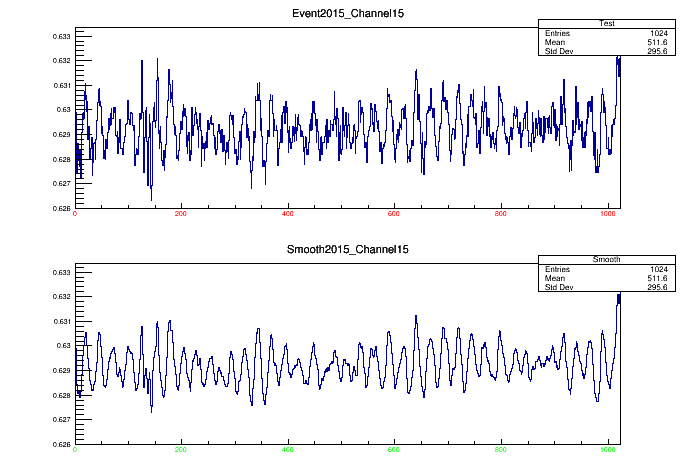 Event2015_Channel15
Test
Entries 1024
Mean 511.6
Std Dev 295.6
0.633
0.632
0.631
0.63
0.629
0.628
0.627
0.626
0 200 400 600 800 1000
Smooth2015_Channel15
Smooth
Entries 1024
Mean 511.6
Std Dev 295.6
0.633
0.632
0.631
0.63
0.629
0.628
0.627
0.626
0 200 400 600 800 1000